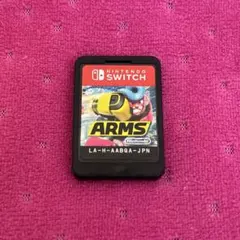 NINTENDO
SWITCH
ARMS
LA-H-AABQA-JPN